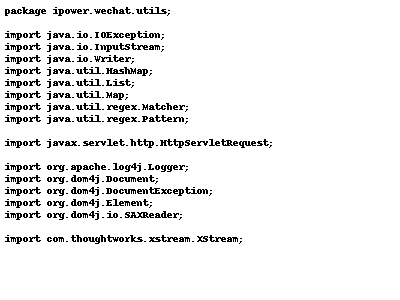 package ipower.wechat.utils;

import java.io.IOException;
import java.io.InputStream;
import java.io.Writer;
import java.util.HashMap;
import java.util.List;
import java.util.Map;
import java.util.regex.Matcher;
import java.util.regex.Pattern;

import javax.servlet.http.HttpServletRequest;

import org.apache.log4j.Logger;
import org.dom4j.Document;
import org.dom4j.DocumentException;
import org.dom4j.Element;
import org.dom4j.io.SAXReader;

import com.thoughtworks.xstream.XStream;